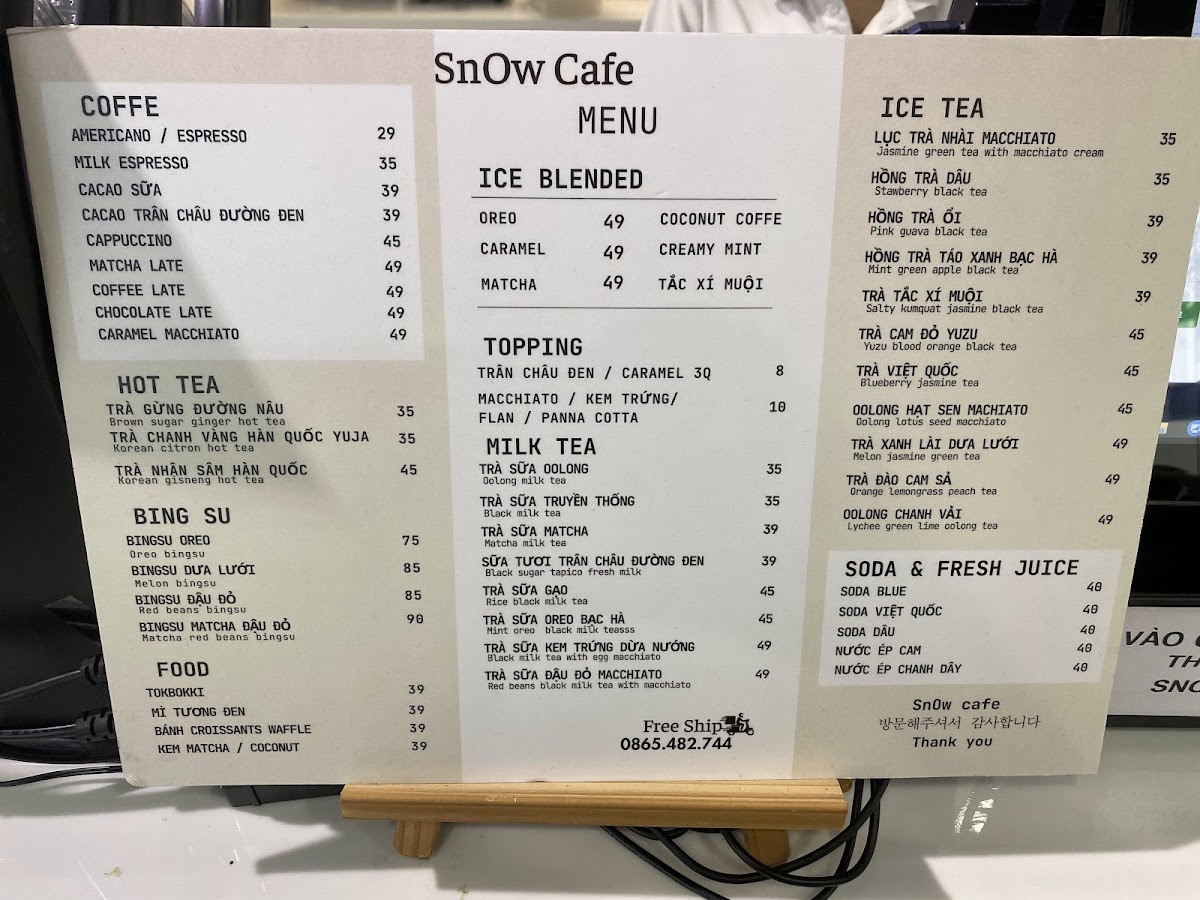 SnOw Cafe
MENU
COFFE
AMERICANO / ESPRESSO 29
MILK ESPRESSO 35
CACAO SỮA 39
CACAO TRÂN CHÂU ĐƯỜNG ĐEN 39
CAPPUCCINO 45
MATCHA LATE 49
COFFEE LATE 49
CHOCOLATE LATE 49
CARAMEL MACCHIATO 49
HOT TEA
TRÀ GỪNG ĐƯỜNG NÂU 35
Brown sugar ginger hot tea
TRÀ CHANH VÀNG HÀN QUỐC YUJA 35
Korean citron hot tea
TRÀ NHÂN SÂM HÀN QUỐC 45
Korean gisneng hot tea
BING SU
BINGSU OREO 75
Oreo bingsu
BINGSU DƯA LƯỚI 85
Melon bingsu
BINGSU ĐẬU ĐỎ 85
Red beans bingsu
BINGSU MATCHA ĐẬU ĐỎ 90
Matcha red beans bingsu
FOOD
TOKBOKKI 39
MÌ TƯƠNG ĐEN 39
BÁNH CROISSANTS WAFFLE 39
KEM MATCHA / COCONUT 39
ICE BLENDED
OREO 49 COCONUT COFFE
CARAMEL 49 CREAMY MINT
MATCHA 49 TẮC XÍ MUỘI
TOPPING
TRÂN CHÂU ĐEN / CARAMEL 3Q 8
MACCHIATO / KEM TRỨNG/
FLAN / PANNA COTTA 10
MILK TEA
TRÀ SỮA OOLONG 35
Oolong milk tea
TRÀ SỮA TRUYỀN THỐNG 35
Black milk tea
TRÀ SỮA MATCHA 39
Matcha milk tea
SỮA TƯƠI TRÂN CHÂU ĐƯỜNG ĐEN 39
Black sugar tapico fresh milk
TRÀ SỮA GẠO 45
Rice black milk tea
TRÀ SỮA OREO BẠC HÀ 45
Mint oreo black milk teasss
TRÀ SỮA KEM TRỨNG DỪA NƯỚNG 49
Black milk tea with egg macchiato
TRÀ SỮA ĐẬU ĐỎ MACCHIATO 49
Red beans black milk tea with macchiato
Free Ship
0865.482.744
ICE TEA
LỤC TRÀ NHÀI MACCHIATO 35
Jasmine green tea with macchiato cream
HỒNG TRÀ DÂU 35
Stawberry black tea
HỒNG TRÀ ỔI 39
Pink guava black tea
HỒNG TRÀ TÁO XANH BẠC HÀ 39
Mint green apple black tea
TRÀ TẮC XÍ MUỘI 39
Salty kumquat jasmine black tea
TRÀ CAM ĐỎ YUZU 45
Yuzu blood orange black tea
TRÀ VIỆT QUỐC 45
Blueberry jasmine tea
OOLONG HẠT SEN MACHIATO 45
Oolong lotus seed macchiato
TRÀ XANH LÀI DƯA LƯỚI 49
Melon jasmine green tea
TRÀ ĐÀO CAM SẢ 49
Orange lemongrass peach tea
OOLONG CHANH VẢI 49
Lychee green lime oolong tea
SODA & FRESH JUICE
SODA BLUE 40
SODA VIỆT QUỐC 40
SODA DÂU 40
NƯỚC ÉP CAM 40
NƯỚC ÉP CHANH DÂY 40
SnOw cafe
방문해주셔서 감사합니다
Thank you
VÀO